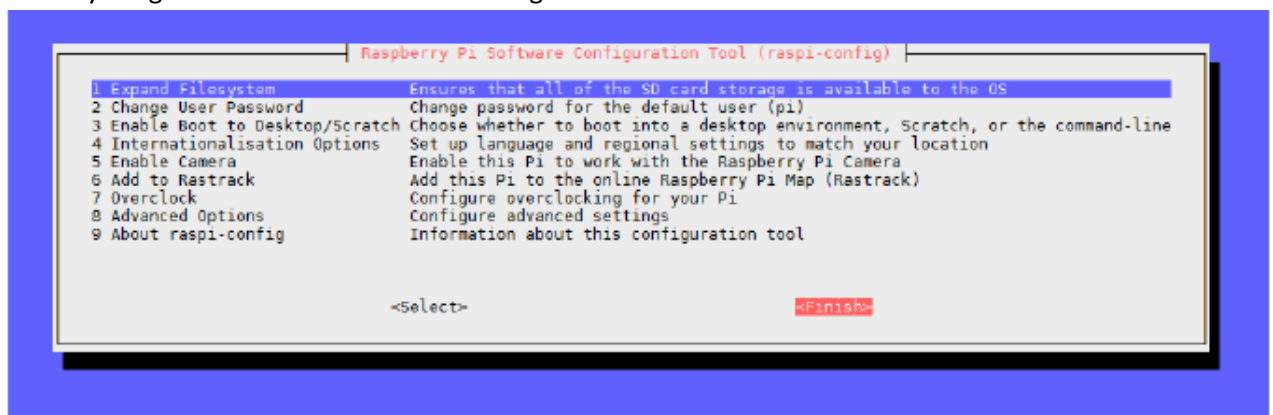 Raspberry Pi Software Configuration Tool (raspi-config)
1 Expand Filesystem Ensures that all of the SD card storage is available to the OS
2 Change User Password Change password for the default user (pi)
3 Enable Boot to Desktop/Scratch Choose whether to boot into a desktop environment, Scratch, or the command-line
4 Internationalisation Options Set up language and regional settings to match your location
5 Enable Camera Enable this Pi to work with the Raspberry Pi Camera
6 Add to Rastrack Add this Pi to the online Raspberry Pi Map (Rastrack)
7 Overclock Configure overclocking for your Pi
8 Advanced Options Configure advanced settings
9 About raspi-config Information about this configuration tool
<Select> <Finish>